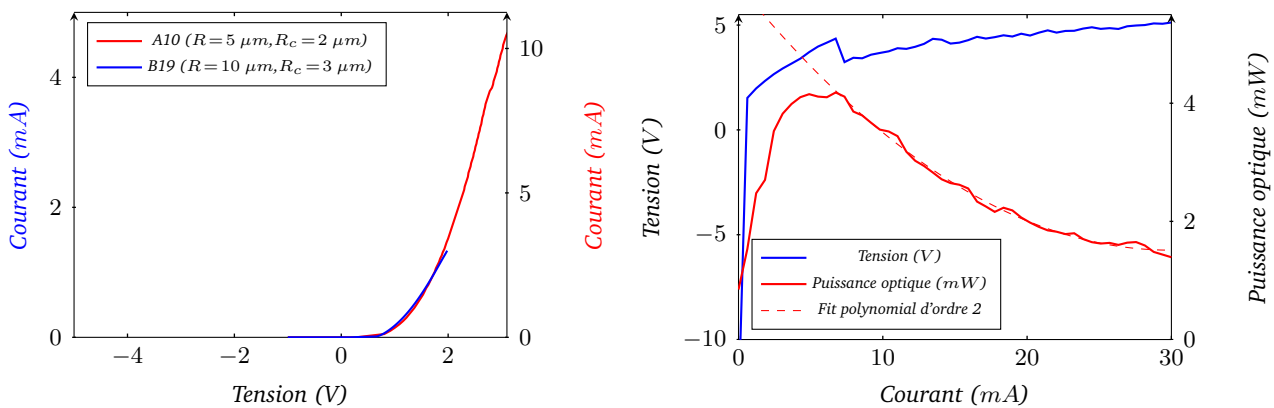 A10 (R = 5 µm, R_c = 2 µm)
B19 (R = 10 µm, R_c = 3 µm)
Courant (mA)
4
2
0
10
5
0
Courant (mA)
−4
−2
0
2
Tension (V)
5
0
−5
−10
Tension (V)
4
2
0
Puissance optique (mW)
Tension (V)
Puissance optique (mW)
Fit polynomial d'ordre 2
0
10
20
30
Courant (mA)